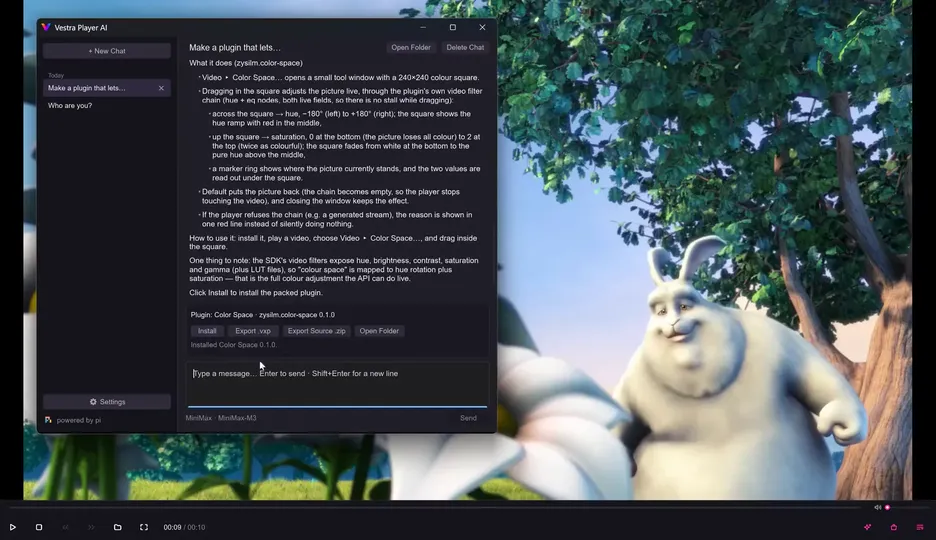 Vestra Player AI
+ New Chat
Today
Make a plugin that lets...
Who are you?
Settings
powered by pi
Make a plugin that lets...
Open Folder
Delete Chat
What it does (zysilm.color-space)
• Video ▸ Color Space... opens a small tool window with a 240×240 colour square.
• Dragging in the square adjusts the picture live, through the plugin's own video filter
chain (hue + eq nodes, both live fields, so there is no stall while dragging):
• across the square → hue, −180° (left) to +180° (right); the square shows the
hue ramp with red in the middle,
• up the square → saturation, 0 at the bottom (the picture loses all colour) to 2 at
the top (twice as colourful); the square fades from white at the bottom to the
pure hue above the middle,
• a marker ring shows where the picture currently stands, and the two values are
read out under the square.
• Default puts the picture back (the chain becomes empty, so the player stops
touching the video), and closing the window keeps the effect.
• If the player refuses the chain (e.g. a generated stream), the reason is shown in
one red line instead of silently doing nothing.
How to use it: install it, play a video, choose Video ▸ Color Space..., and drag inside
the square.
One thing to note: the SDK's video filters expose hue, brightness, contrast, saturation
and gamma (plus LUT files), so "colour space" is mapped to hue rotation plus
saturation — that is the full colour adjustment the API can do live.
Click Install to install the packed plugin.
Plugin: Color Space · zysilm.color-space 0.1.0
Install
Export .vxp
Export Source .zip
Open Folder
Installed Color Space 0.1.0.
Type a message... Enter to send · Shift+Enter for a new line
MiniMax · MiniMax-M3
Send
00:09 / 00:10